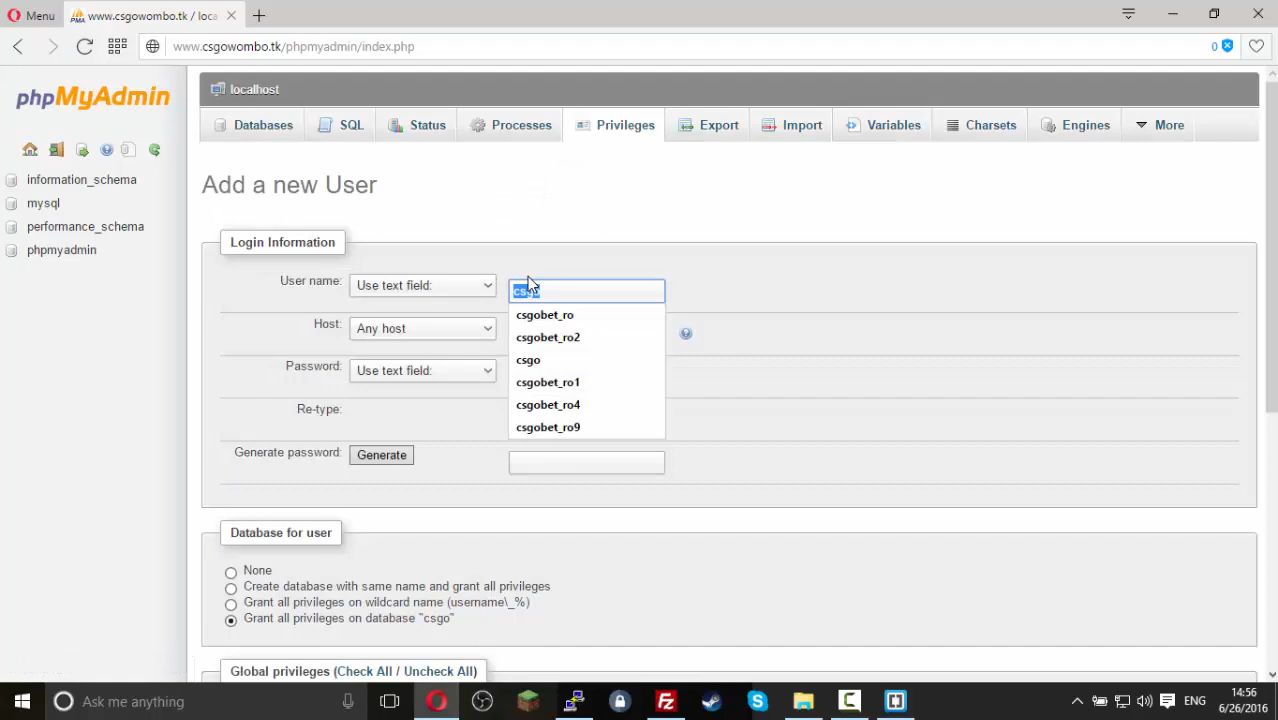 Menu
www.csgowombo.tk / loca
www.csgowombo.tk/phpmyadmin/index.php
0
phpMyAdmin
information_schema
mysql
performance_schema
phpmyadmin
localhost
Databases SQL Status Processes Privileges Export Import Variables Charsets Engines More
Add a new User
Login Information
User name: Use text field: csgo
csgobet_ro
csgobet_ro2
csgo
csgobet_ro1
csgobet_ro4
csgobet_ro9
Host: Any host
Password: Use text field:
Re-type:
Generate password: Generate
Database for user
None
Create database with same name and grant all privileges
Grant all privileges on wildcard name (username\_%)
Grant all privileges on database "csgo"
Global privileges (Check All / Uncheck All)
Ask me anything
ENG
14:56
6/26/2016